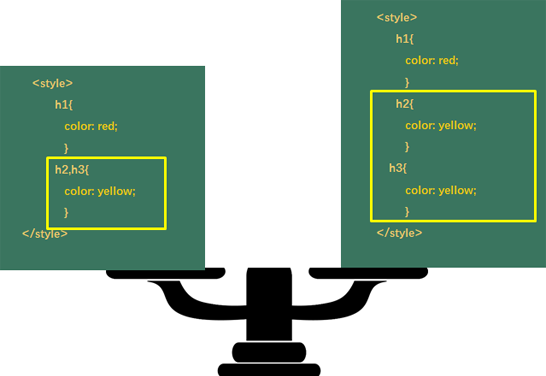 <style>
h1{
color: red;
}
h2,h3{
color: yellow;
}
</style>
<style>
h1{
color: red;
}
h2{
color: yellow;
}
h3{
color: yellow;
}
</style>